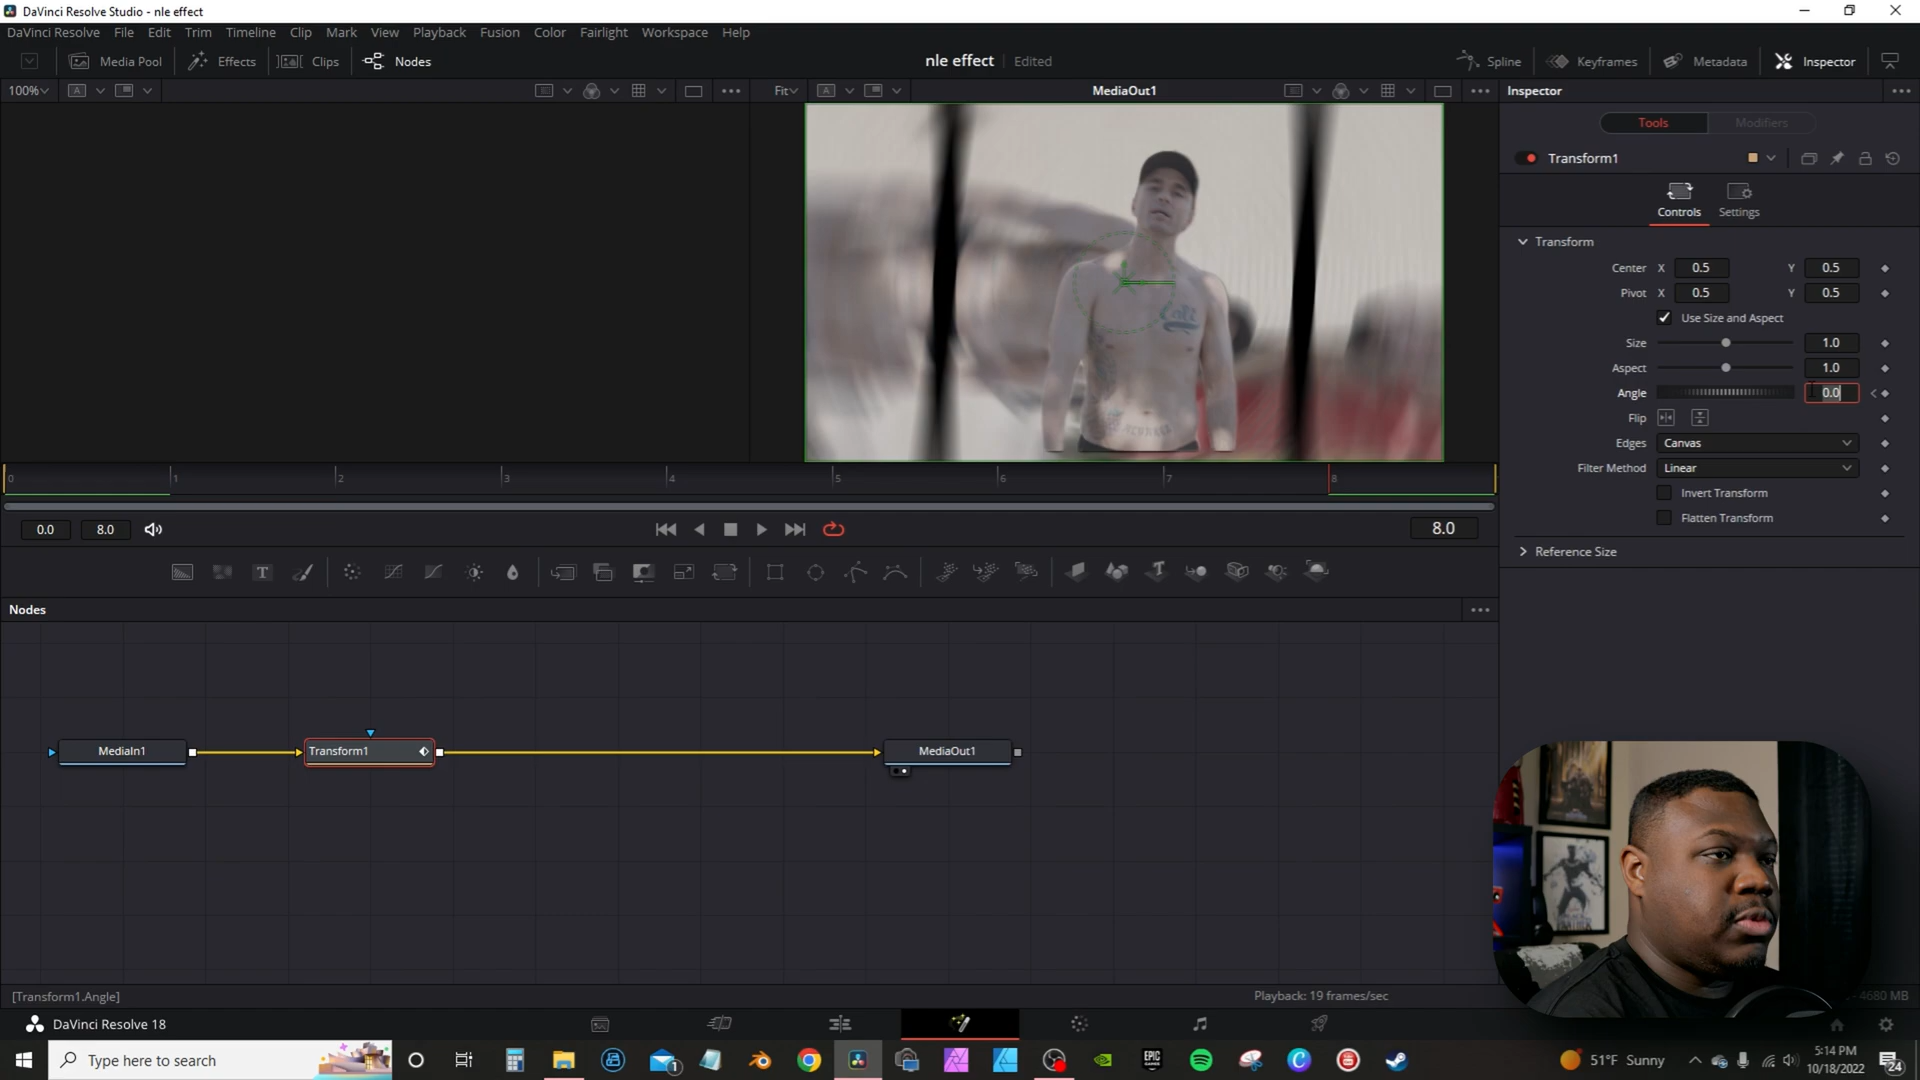 DaVinci Resolve Studio - nle effect
DaVinci Resolve File Edit Trim Timeline Clip Mark View Playback Fusion Color Fairlight Workspace Help
Media Pool Effects Clips Nodes nle effect Edited Spline Keyframes Metadata Inspector
100% A Fit A MediaOut1 Inspector
Tools Modifiers
Transform1
Controls Settings
Transform
Center X 0.5 Y 0.5
Pivot X 0.5 Y 0.5
Use Size and Aspect
Size 1.0
Aspect 1.0
Angle 0.0
Flip
Edges Canvas
Filter Method Linear
Invert Transform
Flatten Transform
Reference Size
0 1 2 3 4 5 6 7 8
0.0 8.0 8.0
T
Nodes
MediaIn1 Transform1 MediaOut1
[Transform1.Angle] Playback: 19 frames/sec - 4680 MB
DaVinci Resolve 18
Type here to search 1 EPIC GAMES 51°F Sunny 5:14 PM
10/18/2022 24